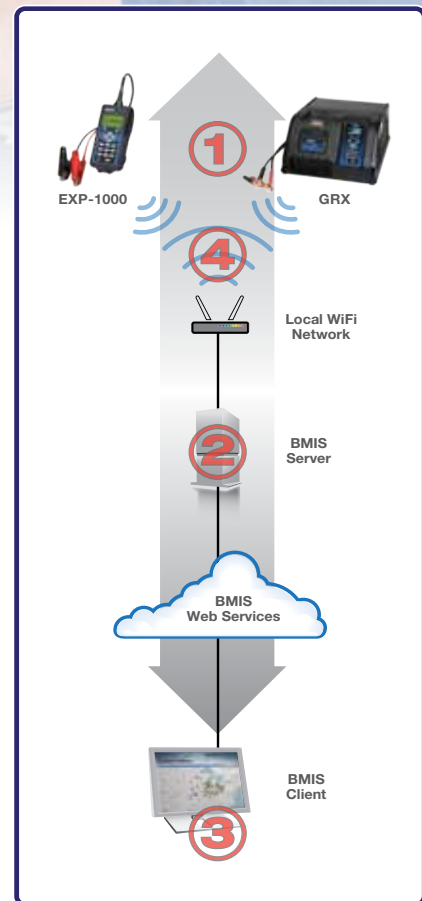 1
EXP-1000
GRX
4
Local WiFi
Network
2
BMIS
Server
BMIS
Web Services
BMIS
Client
3